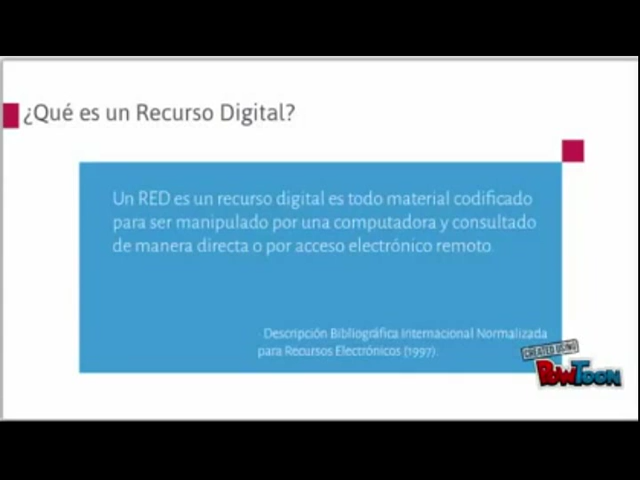 ¿Qué es un Recurso Digital?
Un RED es un recurso digital es todo material codificado
para ser manipulado por una computadora y consultado
de manera directa o por acceso electrónico remoto
Descripción Bibliográfica Internacional Normalizada
para Recursos Electrónicos (1997).
CREATED USING
POWTOON